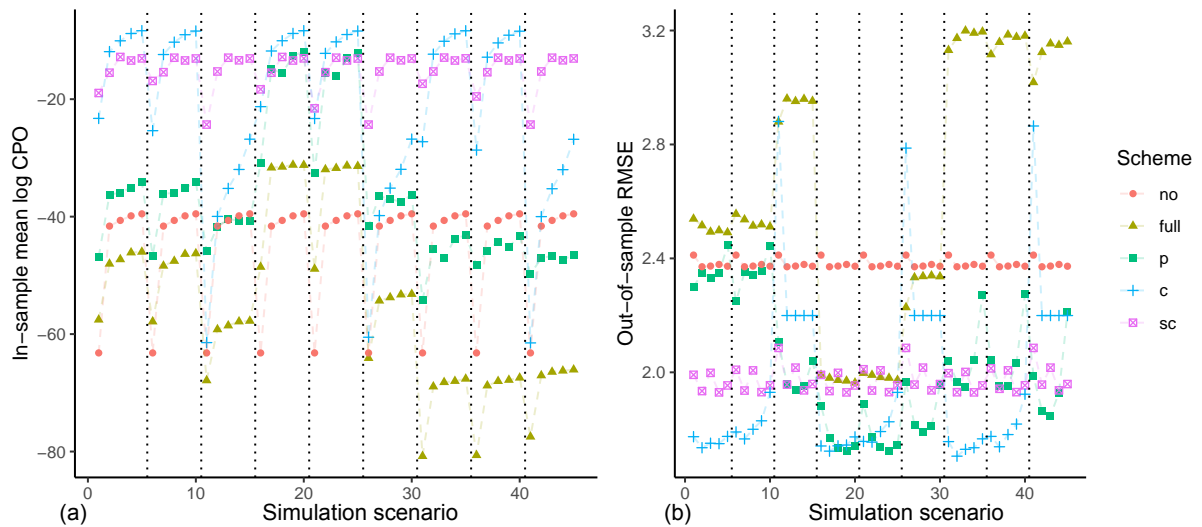 In−sample mean log CPO
−20
−40
−60
−80
0
10
20
30
40
(a)
Simulation scenario
Out−of−sample RMSE
3.2
2.8
2.4
2.0
0
10
20
30
40
(b)
Simulation scenario
Scheme
no
full
p
c
sc